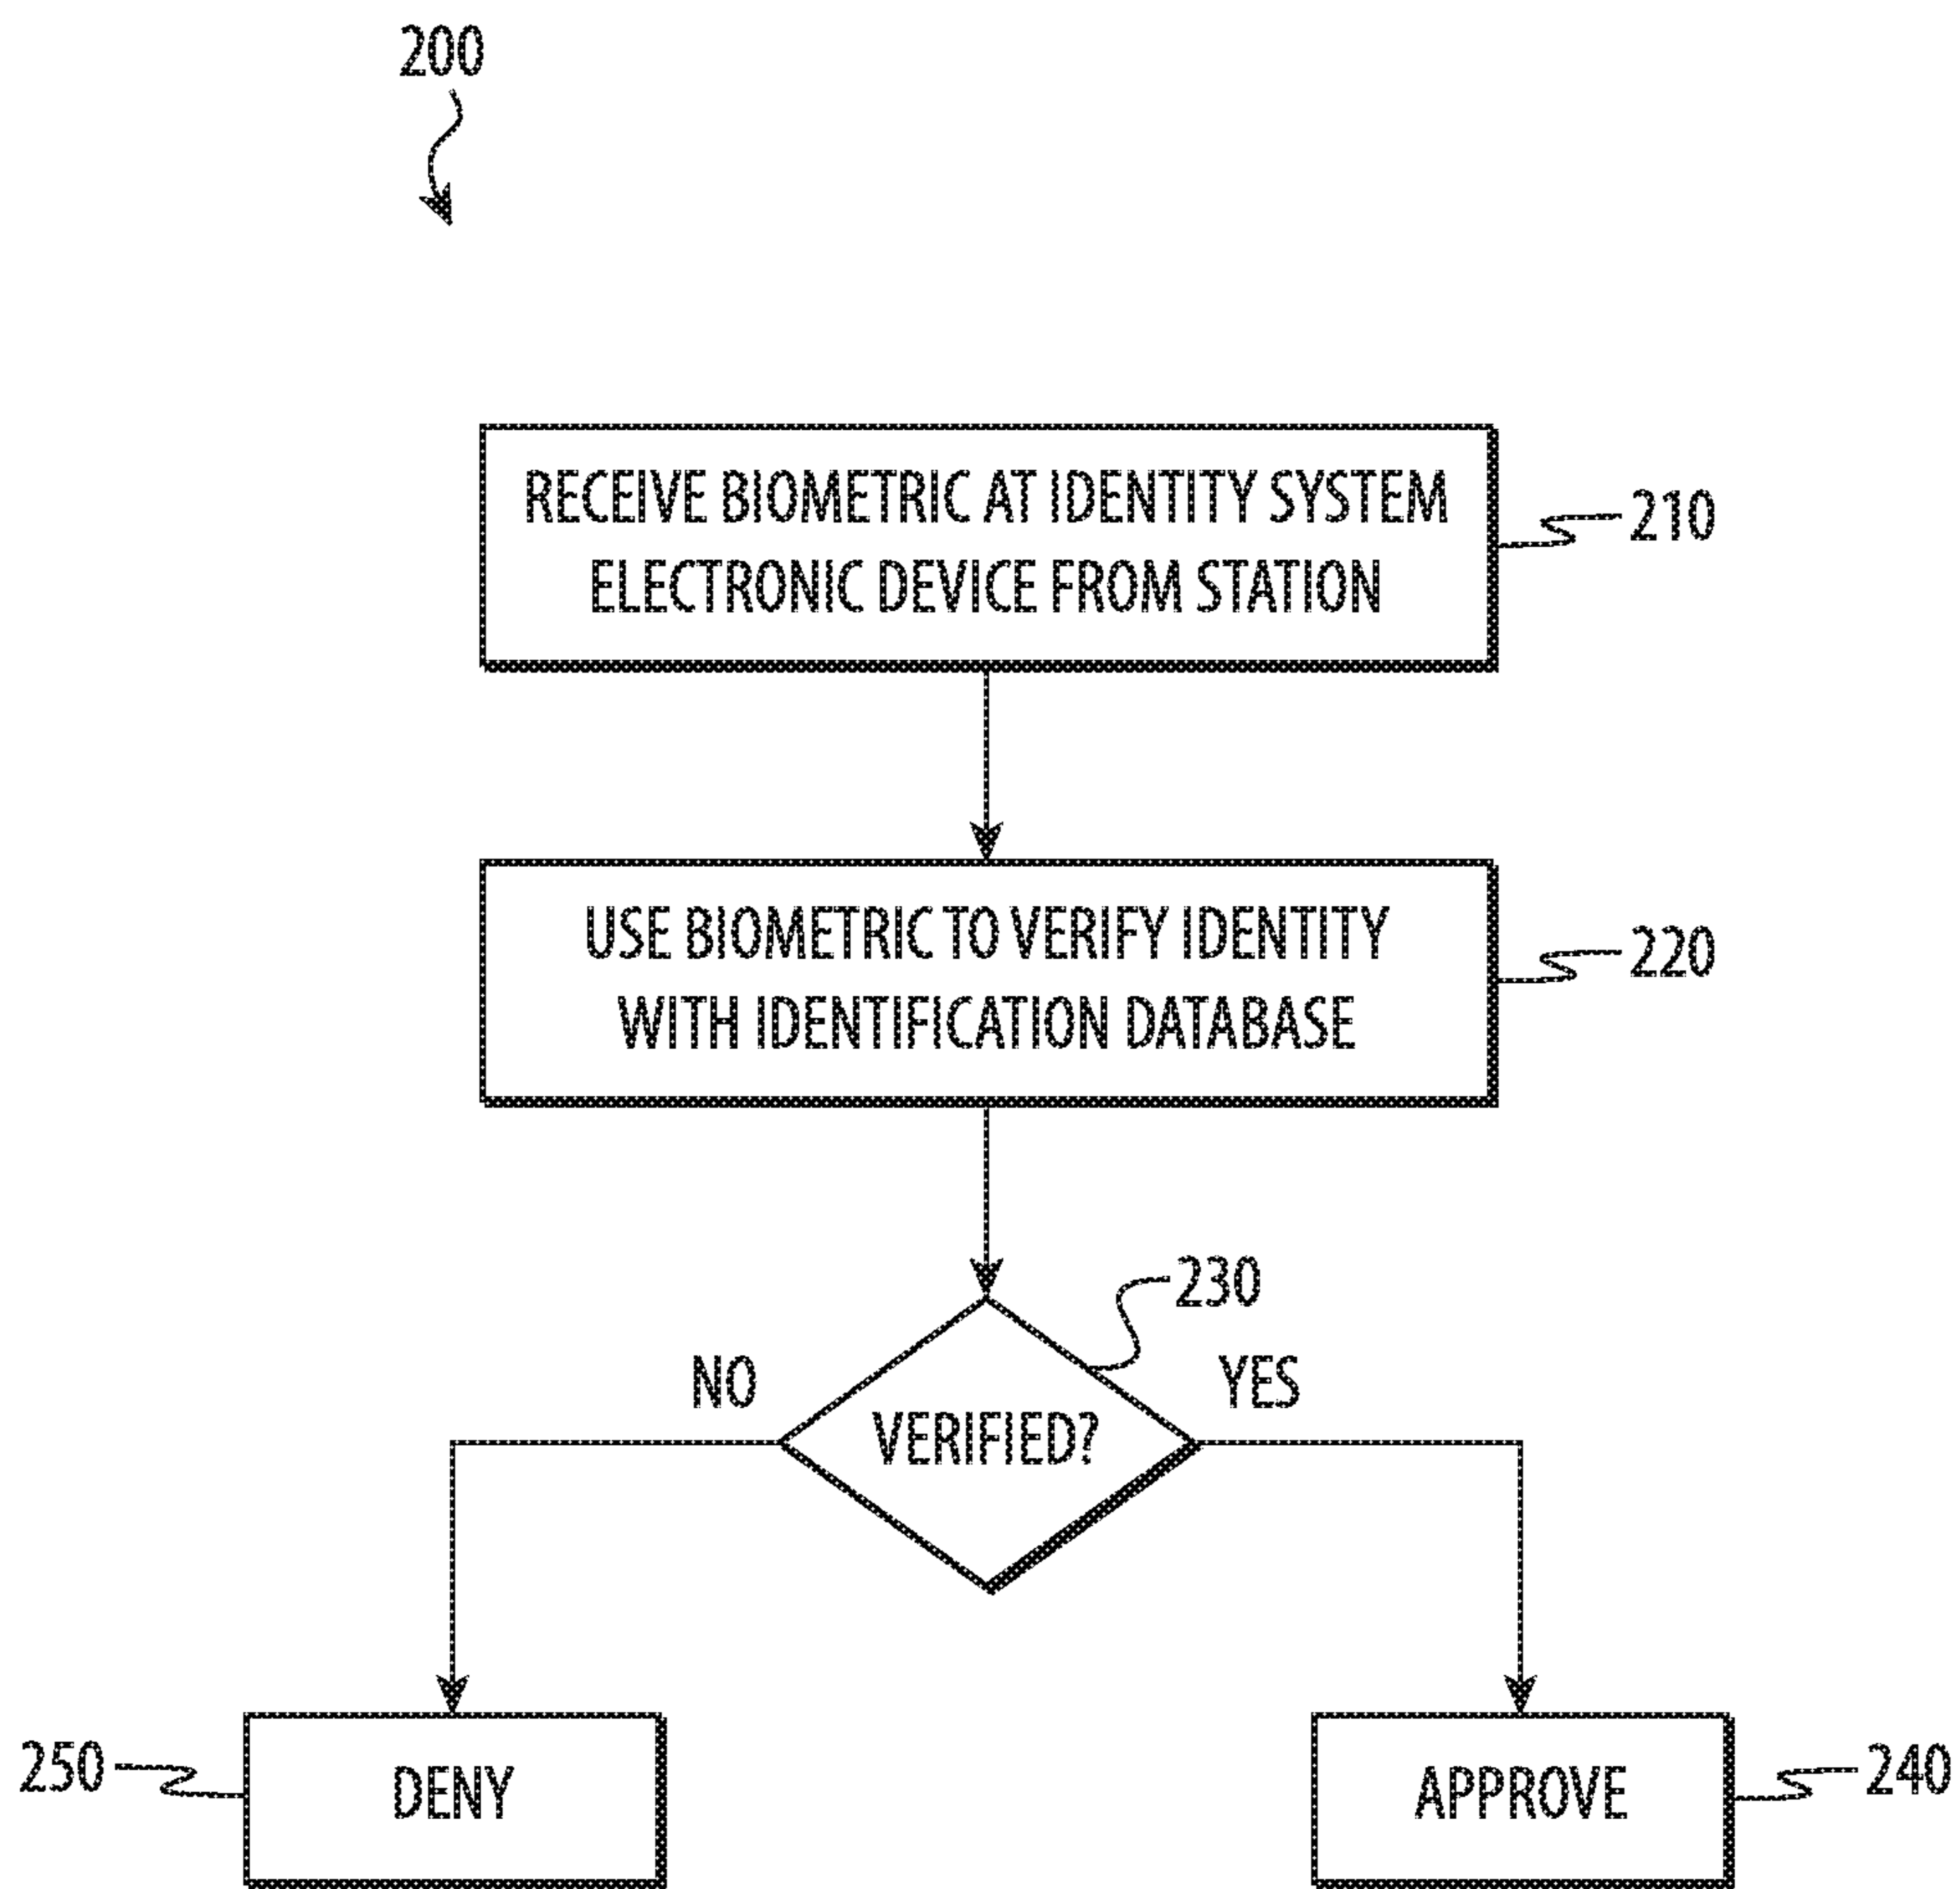 200
RECEIVE BIOMETRIC AT IDENTITY SYSTEM
ELECTRONIC DEVICE FROM STATION
210
USE BIOMETRIC TO VERIFY IDENTITY
WITH IDENTIFICATION DATABASE
220
230
NO
YES
VERIFIED?
250
DENY
APPROVE
240